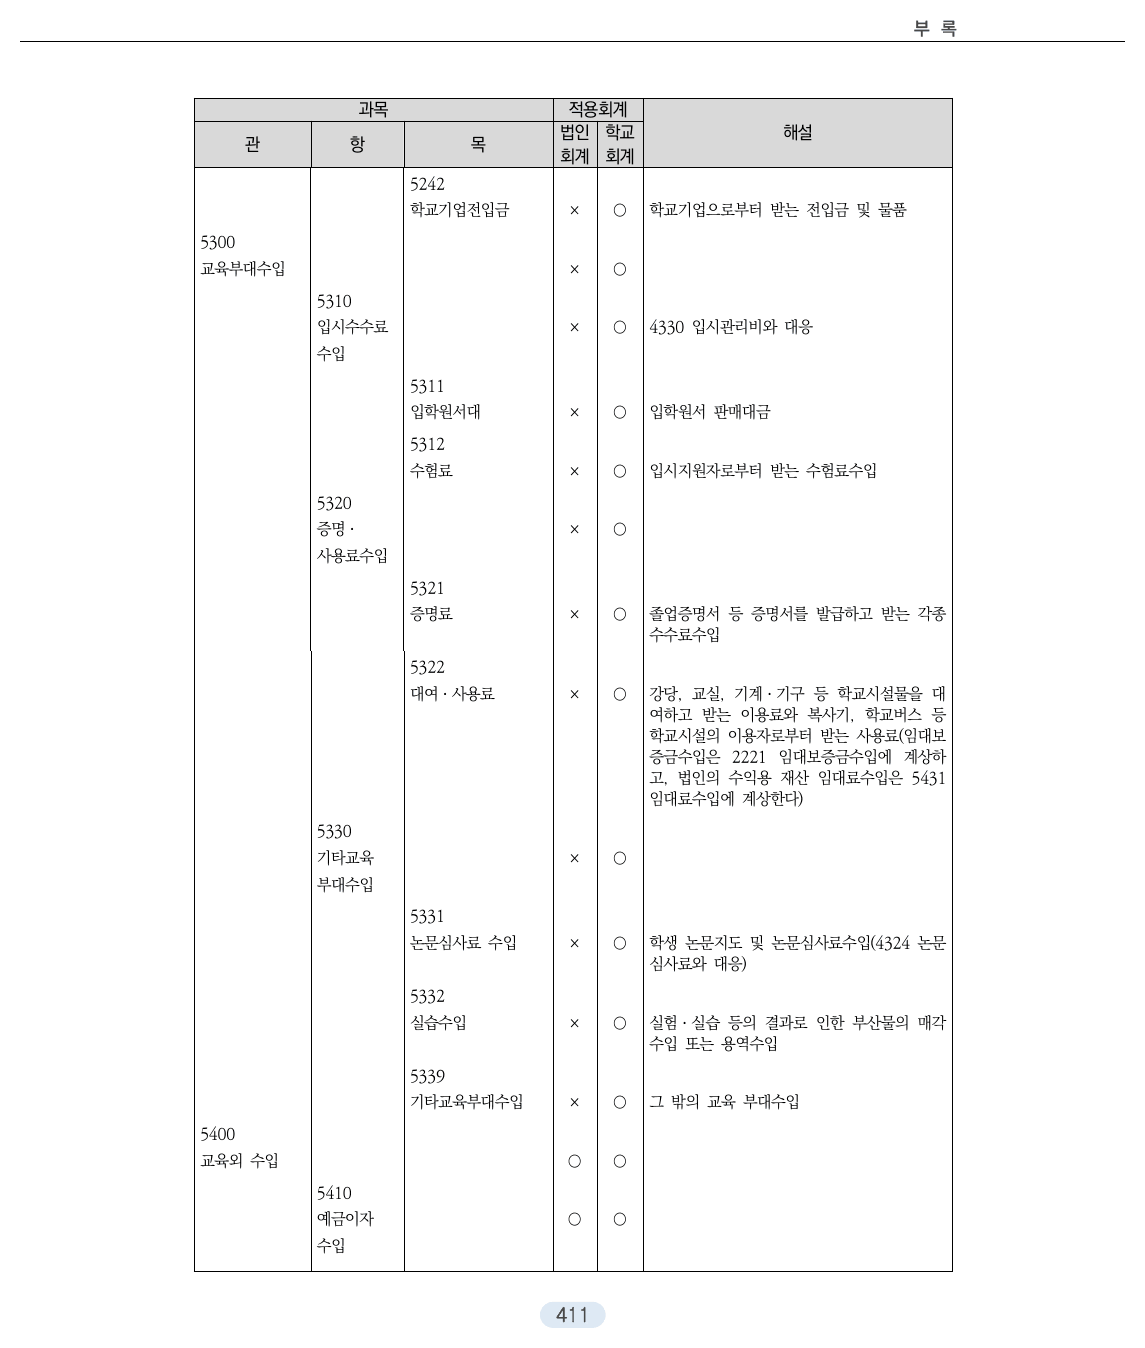 부 록
과목 적용회계 해설
관 항 목 법인 학교
회계 회계
5242
학교기업전입금 × ○ 학교기업으로부터 받는 전입금 및 물품
5300
교육부대수입 × ○
5310
입시수수료 × ○ 4330 입시관리비와 대응
수입
5311
입학원서대 × ○ 입학원서 판매대금
5312
수험료 × ○ 입시지원자로부터 받는 수험료수입
5320
증명· × ○
사용료수입
5321
증명료 × ○ 졸업증명서 등 증명서를 발급하고 받는 각종
수수료수입
5322
대여·사용료 × ○ 강당, 교실, 기계·기구 등 학교시설물을 대
여하고 받는 이용료와 복사기, 학교버스 등
학교시설의 이용자로부터 받는 사용료(임대보
증금수입은 2221 임대보증금수입에 계상하
고, 법인의 수익용 재산 임대료수입은 5431
임대료수입에 계상한다)
5330
기타교육 × ○
부대수입
5331
논문심사료 수입 × ○ 학생 논문지도 및 논문심사료수입(4324 논문
심사료와 대응)
5332
실습수입 × ○ 실험·실습 등의 결과로 인한 부산물의 매각
수입 또는 용역수입
5339
기타교육부대수입 × ○ 그 밖의 교육 부대수입
5400
교육외 수입 ○ ○
5410
예금이자 ○ ○
수입
411